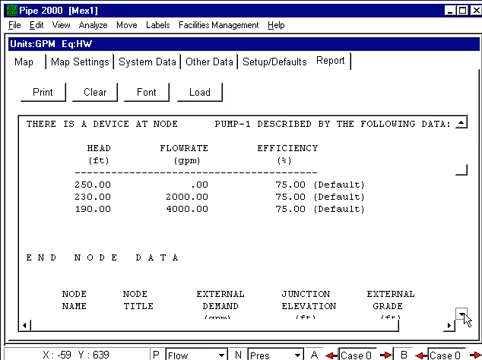 Pipe 2000 [Mex1]
File Edit View Analyze Move Labels Facilities Management Help
Units:GPM Eq:HW
Map Map Settings System Data Other Data Setup/Defaults Report
Print Clear Font Load
THERE IS A DEVICE AT NODE PUMP-1 DESCRIBED BY THE FOLLOWING DATA:
HEAD FLOWRATE EFFICIENCY
(ft) (gpm) (%)
250.00 .00 75.00 (Default)
230.00 2000.00 75.00 (Default)
190.00 4000.00 75.00 (Default)
E N D N O D E D A T A
NODE NODE EXTERNAL JUNCTION EXTERNAL
NAME TITLE DEMAND ELEVATION GRADE
(gpm) (ft) (ft)
X : -59 Y : 639 P Flow N Pres A Case 0 B Case 0